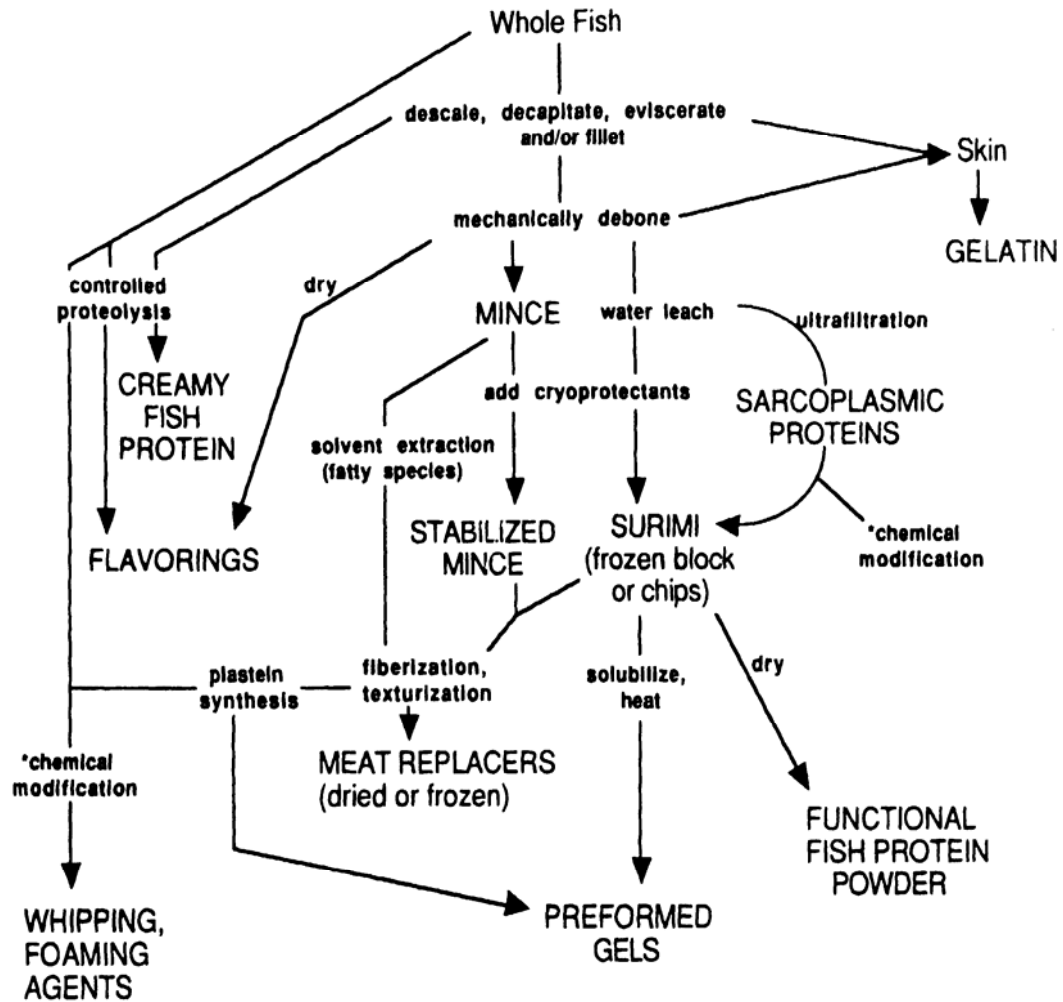 Whole Fish
descale, decapitate, eviscerate
and/or fillet
Skin
mechanically debone
GELATIN
controlled
proteolysis
dry
MINCE
water leach
ultrafiltration
CREAMY
FISH
PROTEIN
add cryoprotectants
SARCOPLASMIC
PROTEINS
solvent extraction
(fatty species)
FLAVORINGS
STABILIZED
MINCE
SURIMI
(frozen block
or chips)
*chemical
modification
plastein
synthesis
fiberization,
texturization
solubilize,
heat
dry
*chemical
modification
MEAT REPLACERS
(dried or frozen)
FUNCTIONAL
FISH PROTEIN
POWDER
WHIPPING,
FOAMING
AGENTS
PREFORMED
GELS